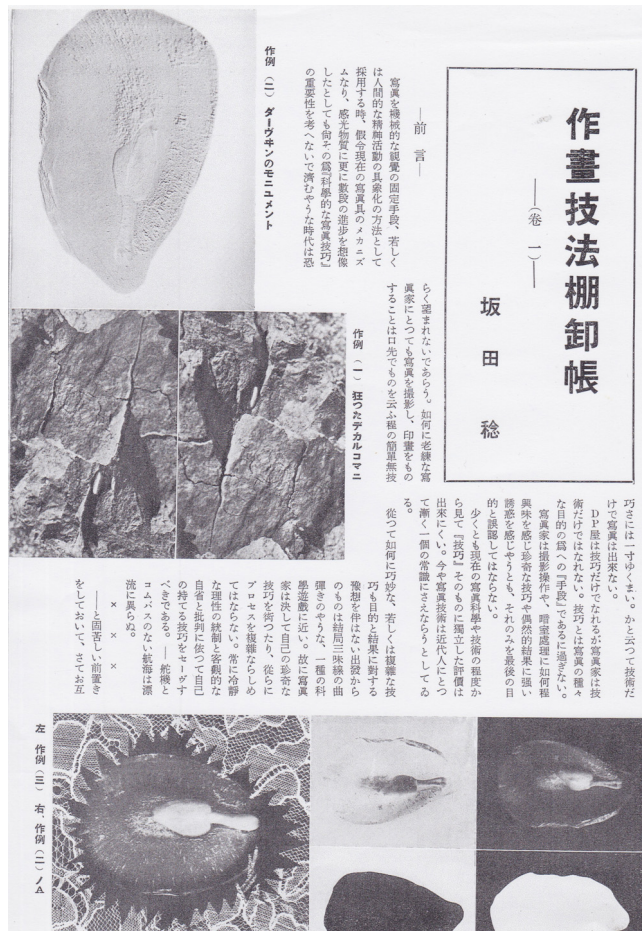 作畫技法棚卸帳
――(卷 一)――
坂田 稔
――前 言――
寫眞を機械的な視覺の固定手段、若しく
は人間的な精神活動の具象化の方法として
採用する時、假令現在の寫眞具のメカニズ
ムなり、感光物質に更に數段の進步を想像
したとしても尙その爲『科學的な寫眞技巧』
の重要性を考へないで濟むやうな時代は恐
らく望まれないであらう。如何に老練な寫
眞家にとつても寫眞を撮影し、印畫をもの
することは口先でものを云ふ程の簡單無技
巧さには一寸ゆくまい。かと云つて技術だ
けで寫眞は出來ない。
DP屋は技巧だけでなれるが寫眞家は技
術だけではなれない。技巧とは寫眞の種々
な目的の爲への『手段』であるに過ぎない。
寫眞家は撮影操作や、暗室處理に如何程
興味を感じ珍奇な技巧や偶然的結果に强い
誘惑を感じやうとも、それのみを最後の目
的と誤認してはならない。
少くとも現在の寫眞科學や技術の程度か
ら見て『技巧』そのものに獨立した評價は
出來にくい。今や寫眞技術は近代人にとつ
て漸く一個の常識にさえならうとしてゐ
る。
從つて如何に巧妙な、若しくは複雜な技
巧も目的と結果に對する
豫想を伴はない出發から
のものは結局三味線の曲
彈きのやうな、一種の科
學遊戲に近い。故に寫眞
家は決して自己の珍奇な
技巧を衒つたり、從らに
プロセスを複雜ならしめ
てはならない。常に冷靜
な理性の統制と客觀的な
自省と批判に依つて自己
の持てる技巧をセーヴす
べきである。――舵機と
コムパスのない航海は漂
流に異らぬ。
× × ×
――と固苦しい前置き
をしておいて、さてお互
作例(二) ダーヴヰンのモニユメント
作例(一) 狂つたデカルコマニ
左 作例(三) 右、作例(二)ノA